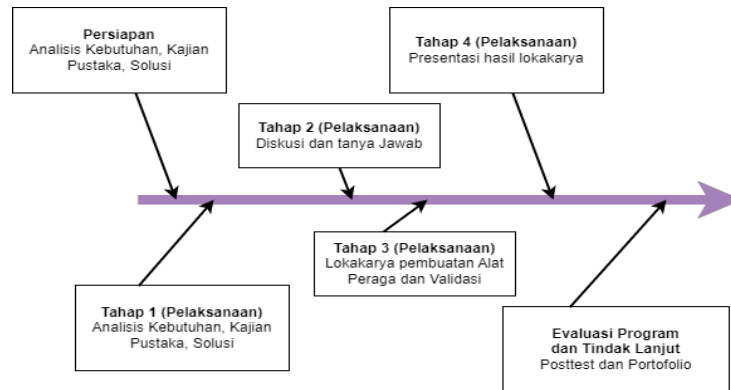 Persiapan
Analisis Kebutuhan, Kajian
Pustaka, Solusi
Tahap 1 (Pelaksanaan)
Analisis Kebutuhan, Kajian
Pustaka, Solusi
Tahap 2 (Pelaksanaan)
Diskusi dan tanya Jawab
Tahap 3 (Pelaksanaan)
Lokakarya pembuatan Alat
Peraga dan Validasi
Tahap 4 (Pelaksanaan)
Presentasi hasil lokakarya
Evaluasi Program
dan Tindak Lanjut
Posttest dan Portofolio